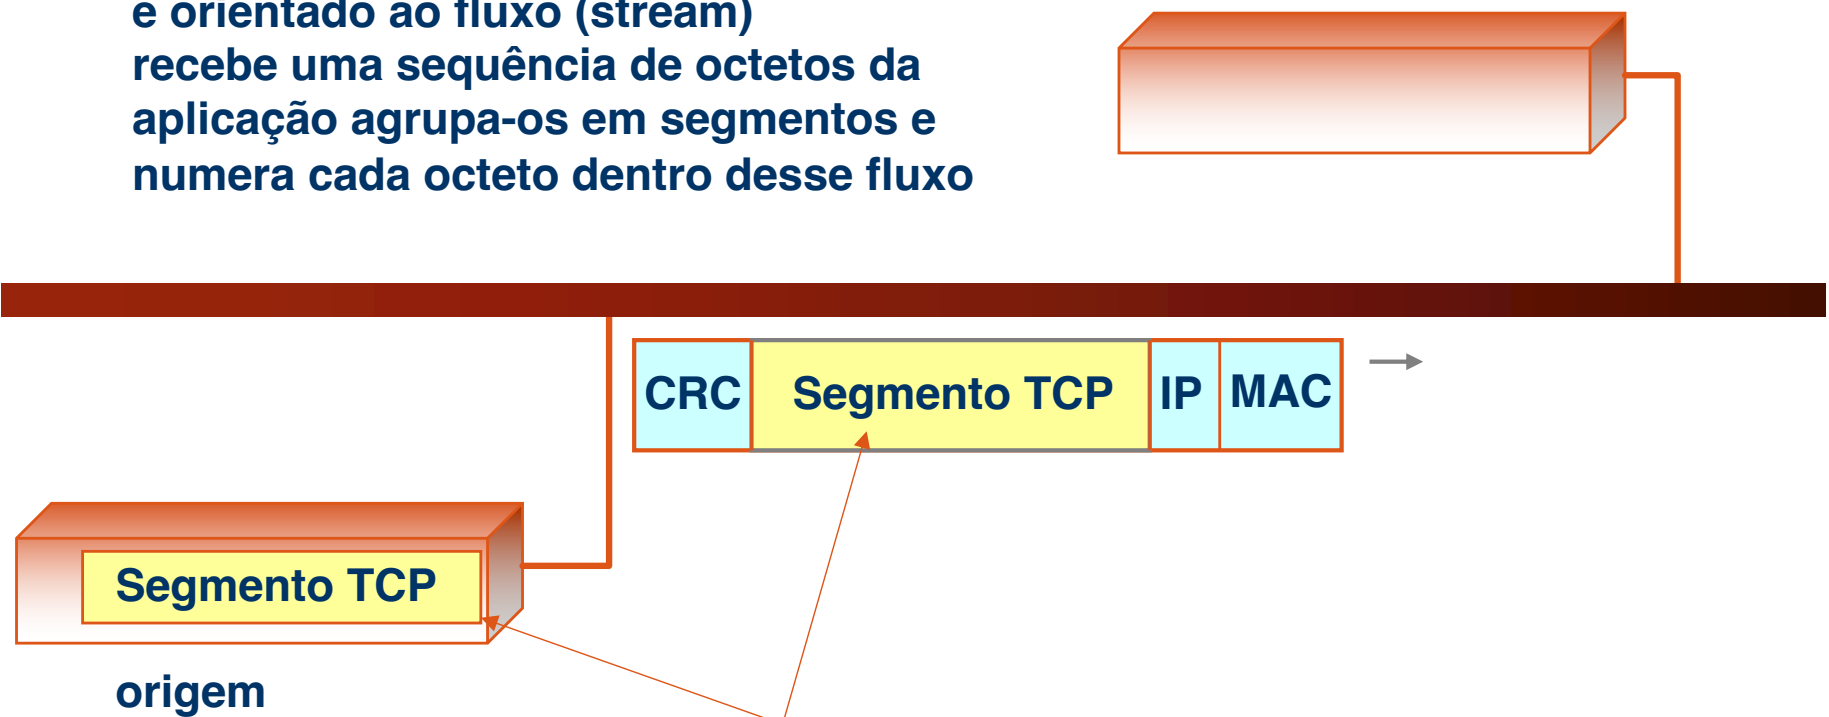 e orientado ao fluxo (stream)
recebe uma sequência de octetos da
aplicação agrupa-os em segmentos e
numera cada octeto dentro desse fluxo
CRC
Segmento TCP
IP
MAC
Segmento TCP
origem